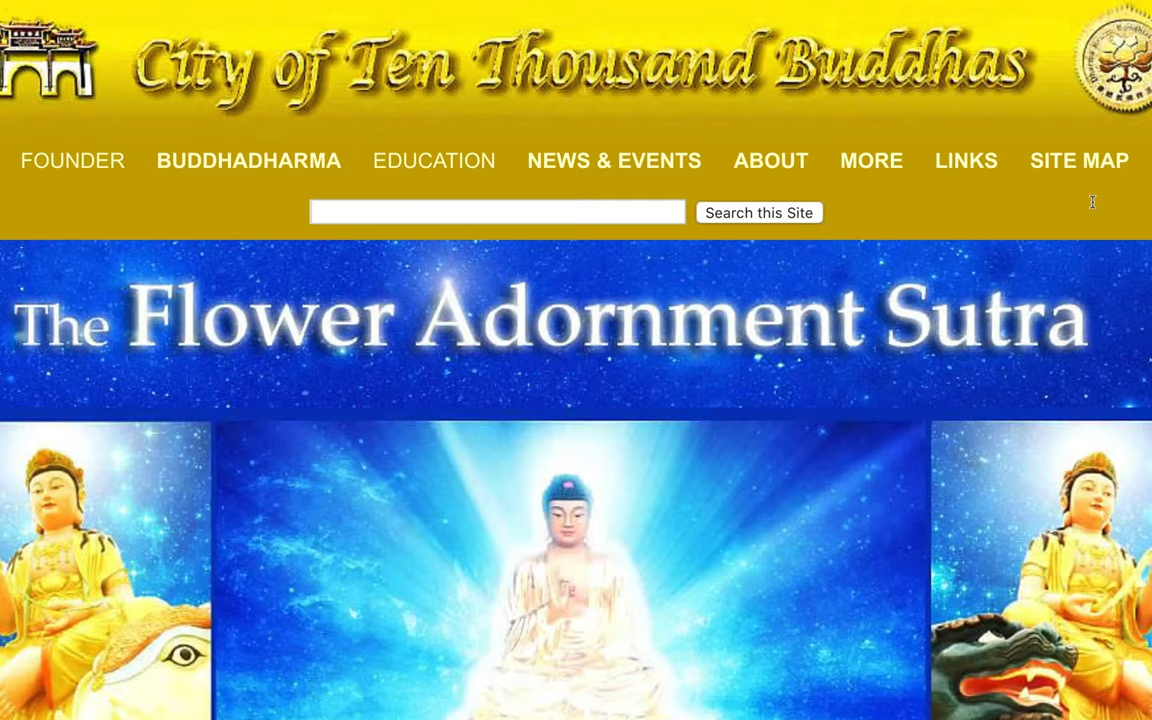 City of Ten Thousand Buddhas
FOUNDER BUDDHADHARMA EDUCATION NEWS & EVENTS ABOUT MORE LINKS SITE MAP
Search this Site
The Flower Adornment Sutra